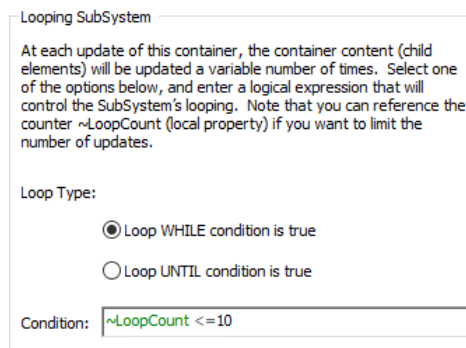 Looping SubSystem
At each update of this container, the container content (child
elements) will be updated a variable number of times.  Select one
of the options below, and enter a logical expression that will
control the SubSystem's looping.  Note that you can reference the
counter ~LoopCount (local property) if you want to limit the
number of updates.
Loop Type:
Loop WHILE condition is true
Loop UNTIL condition is true
Condition: ~LoopCount <=10